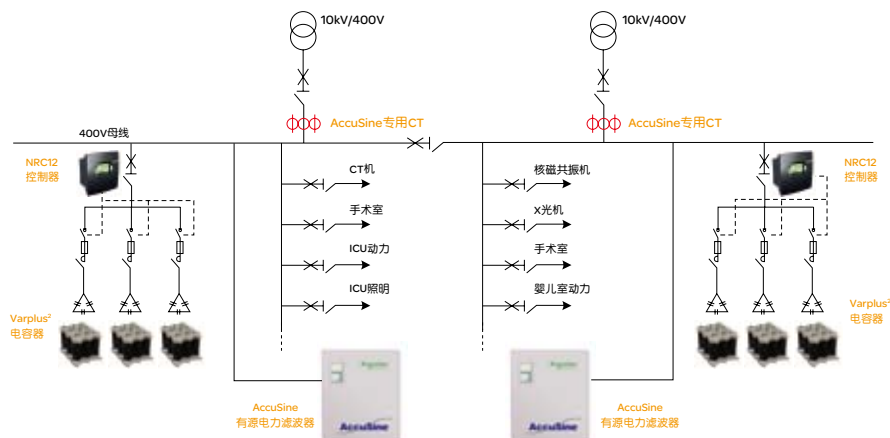 10kV/400V
10kV/400V
AccuSine专用CT
AccuSine专用CT
400V母线
NRC12
控制器
NRC12
控制器
CT机
手术室
ICU动力
ICU照明
核磁共振机
X光机
手术室
婴儿室动力
Varplus²
电容器
Varplus²
电容器
AccuSine
有源电力滤波器
AccuSine
AccuSine
AccuSine
有源电力滤波器